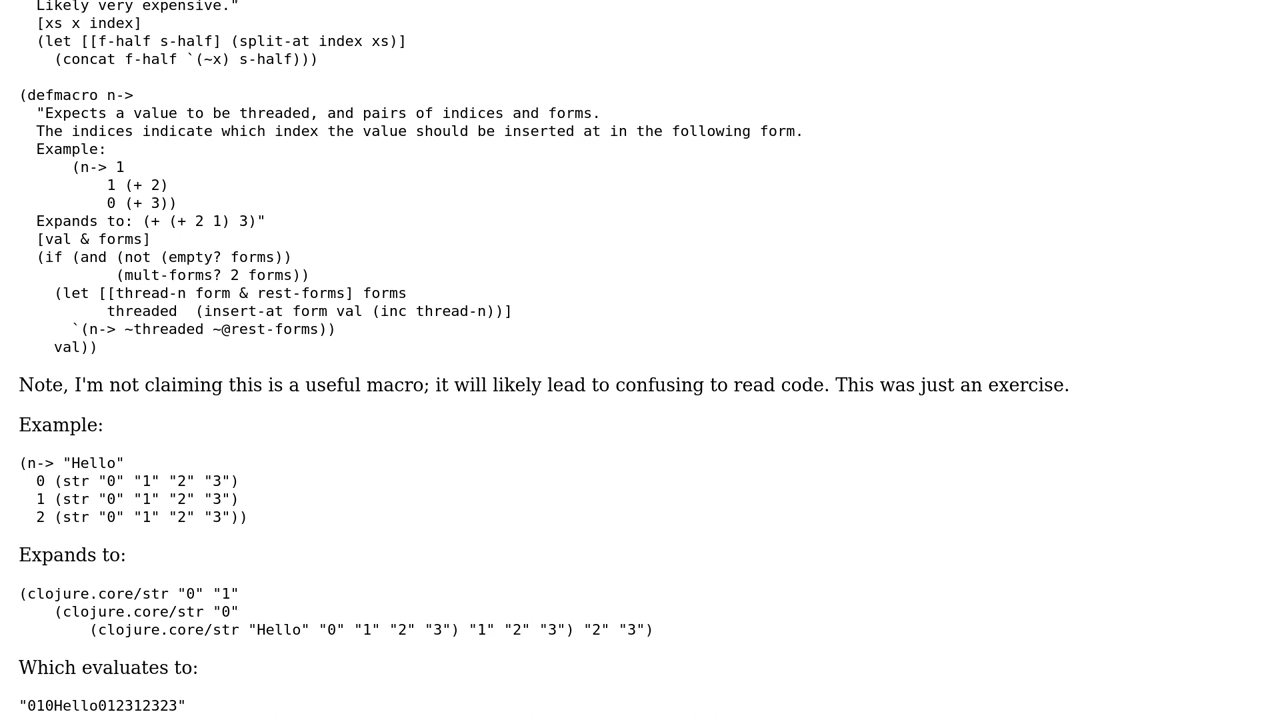 Likely very expensive."
[xs x index]
(let [[f-half s-half] (split-at index xs)]
(concat f-half `(~x) s-half)))
(defmacro n->
"Expects a value to be threaded, and pairs of indices and forms.
The indices indicate which index the value should be inserted at in the following form.
Example:
(n-> 1
1 (+ 2)
0 (+ 3))
Expands to: (+ (+ 2 1) 3)"
[val & forms]
(if (and (not (empty? forms))
(mult-forms? 2 forms))
(let [[thread-n form & rest-forms] forms
threaded  (insert-at form val (inc thread-n))]
`(n-> ~threaded ~@rest-forms))
val))
Note, I'm not claiming this is a useful macro; it will likely lead to confusing to read code. This was just an exercise.
Example:
(n-> "Hello"
0 (str "0" "1" "2" "3")
1 (str "0" "1" "2" "3")
2 (str "0" "1" "2" "3"))
Expands to:
(clojure.core/str "0" "1"
(clojure.core/str "0"
(clojure.core/str "Hello" "0" "1" "2" "3") "1" "2" "3") "2" "3")
Which evaluates to:
"010Hello012312323"